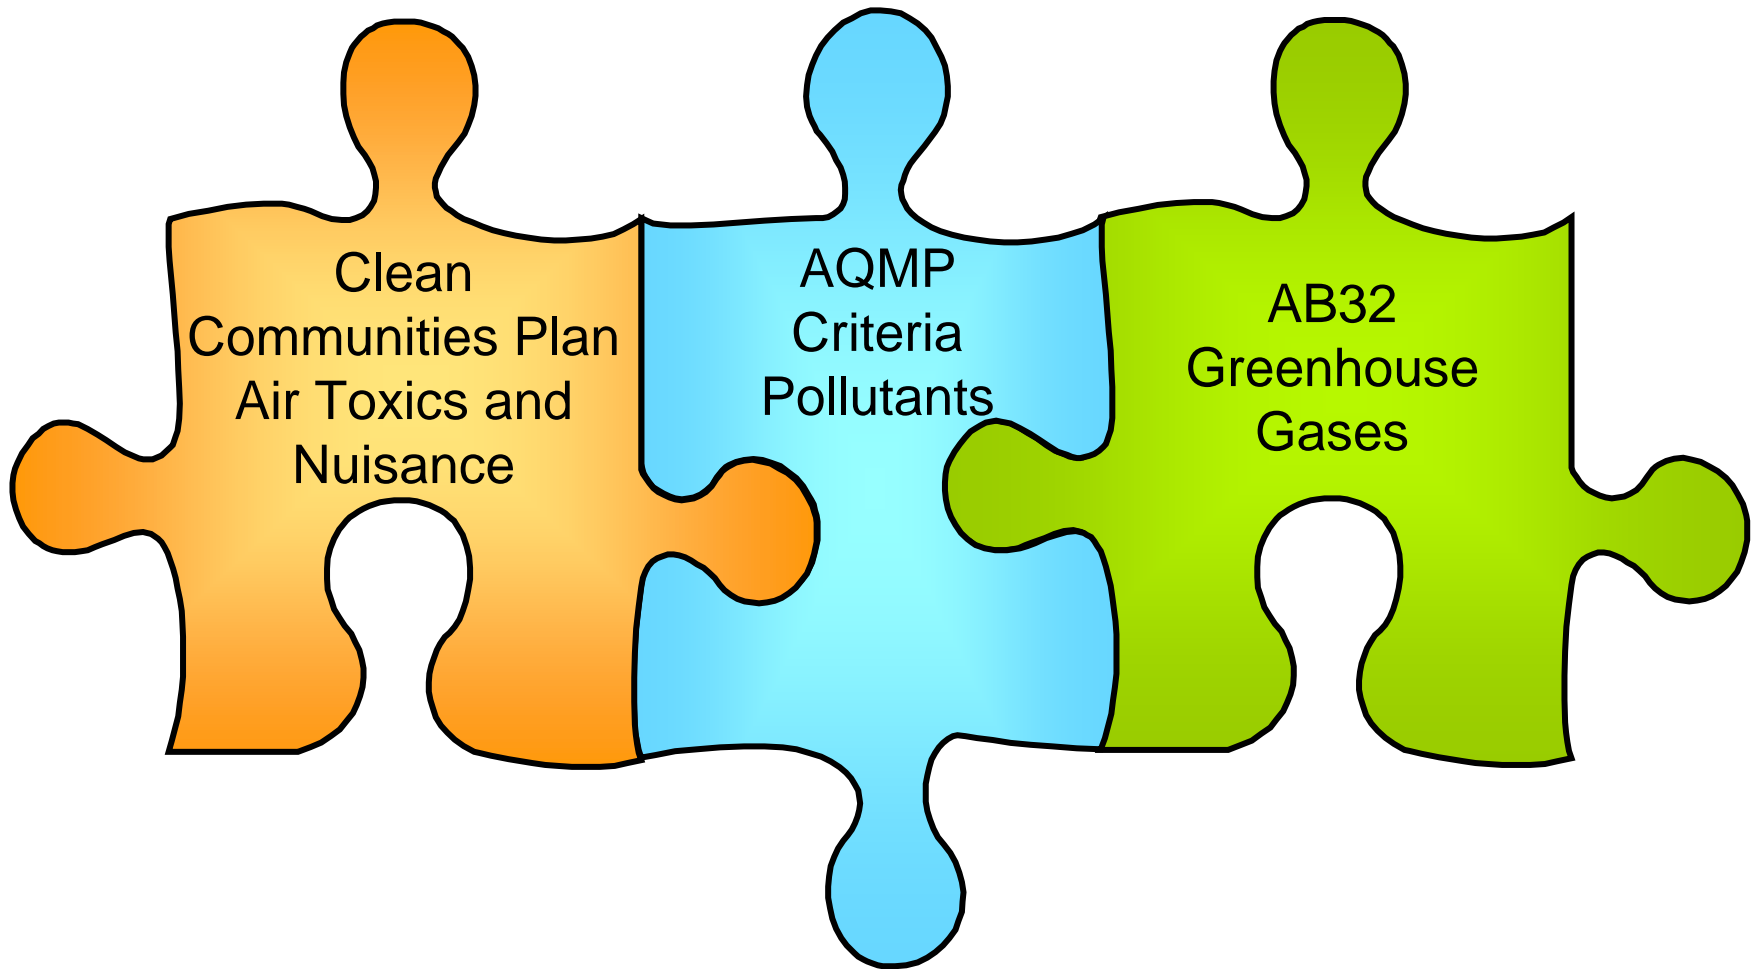 Clean
Communities Plan
Air Toxics and
Nuisance
AQMP
Criteria
Pollutants
AB32
Greenhouse
Gases